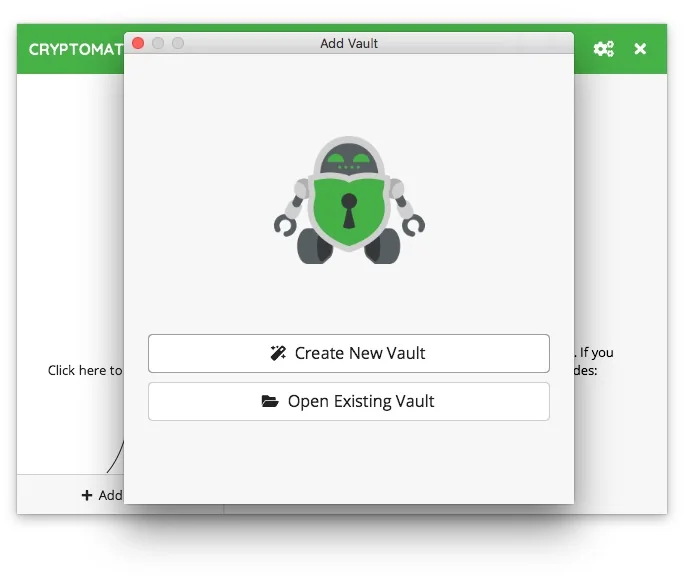 CRYPTOMAT
Add Vault
Create New Vault
Open Existing Vault
Click here to
. If you
des:
Add